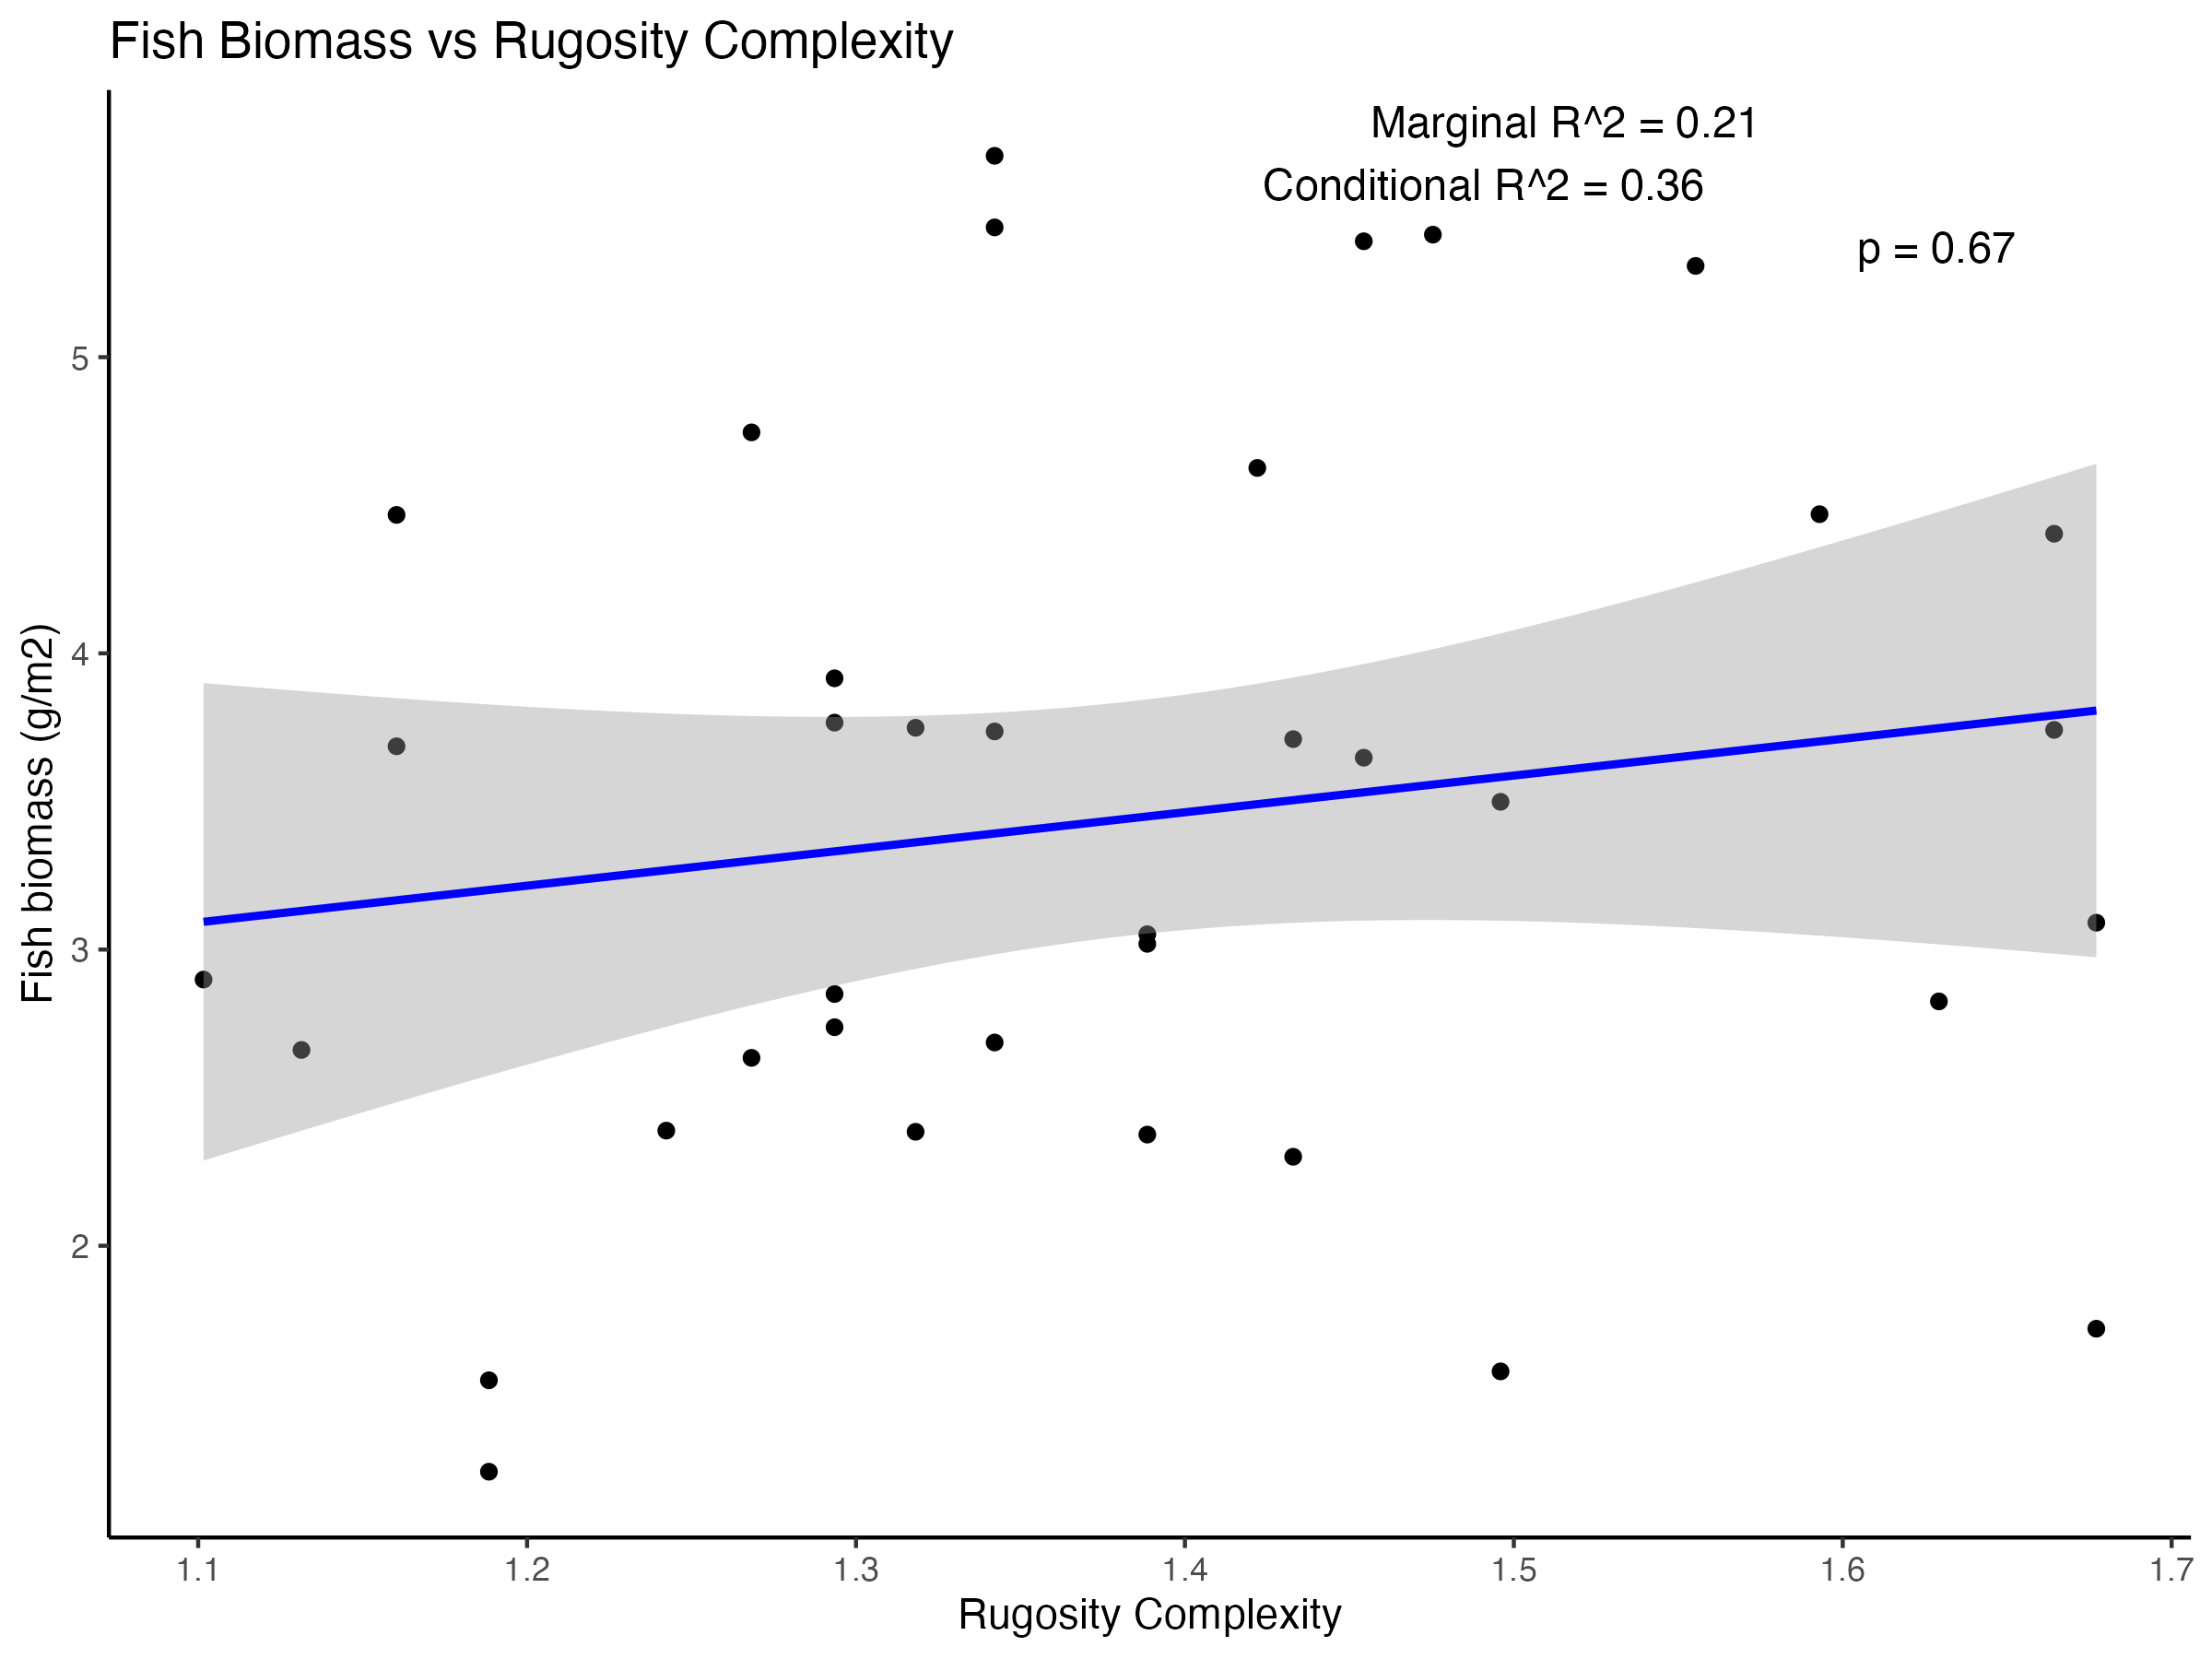 Fish Biomass vs Rugosity Complexity
Marginal R^2 = 0.21
Conditional R^2 = 0.36
p = 0.67
Fish biomass (g/m2)
5
4
3
2
1.1
1.2
1.3
1.4
1.5
1.6
1.7
Rugosity Complexity